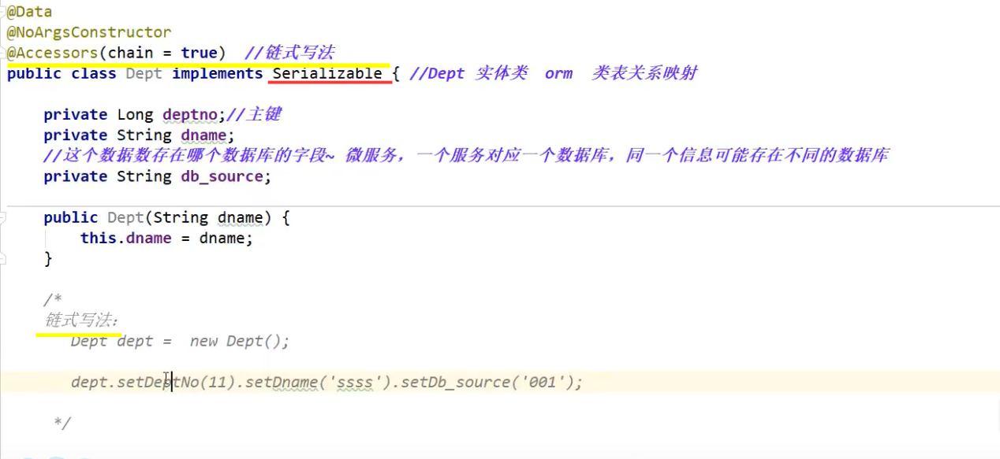 @Data
@NoArgsConstructor
@Accessors(chain = true)  //链式写法
public class Dept implements Serializable { //Dept 实体类  orm  类表关系映射
private Long deptno;//主键
private String dname;
//这个数据数存在哪个数据库的字段~ 微服务，一个服务对应一个数据库，同一个信息可能存在不同的数据库
private String db_source;
public Dept(String dname) {
this.dname = dname;
}
/*
链式写法：
Dept dept =  new Dept();
dept.setDeptNo(11).setDname('ssss').setDb_source('001');
*/